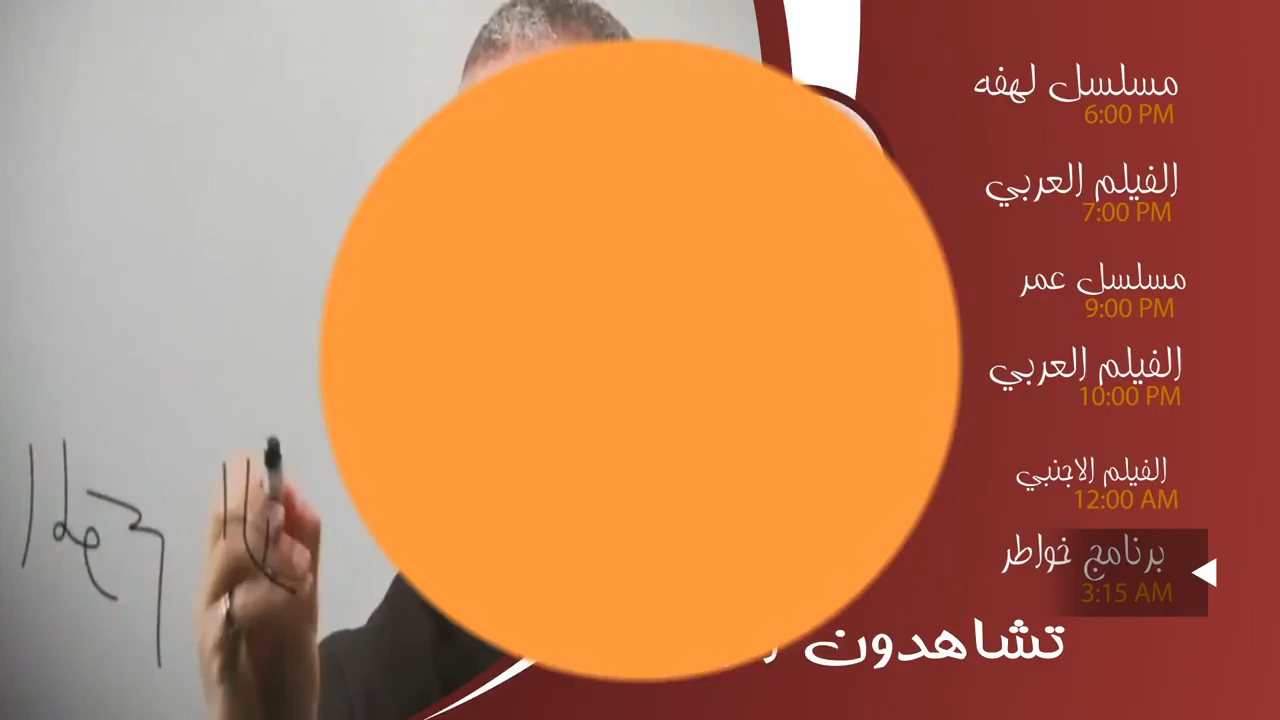 مسلسل لهفه
6:00 PM
الفيلم العربي
7:00 PM
مسلسل عمر
9:00 PM
الفيلم العربي
10:00 PM
الفيلم الاجنبي
12:00 AM
برنامج خواطر
3:15 AM
تشاهدون